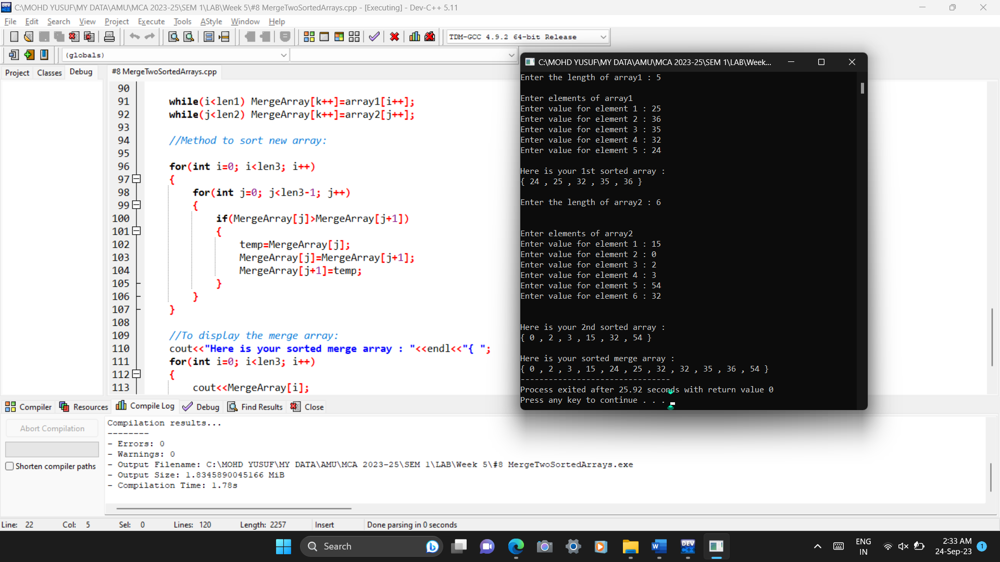 C:\MOHD YUSUF\MY DATA\AMU\MCA 2023-25\SEM 1\LAB\Week 5\#8 MergeTwoSortedArrays.cpp - [Executing] - Dev-C++ 5.11
File Edit Search View Project Execute Tools AStyle Window Help
TDM-GCC 4.9.2 64-bit Release
(globals)
Project Classes Debug
#8 MergeTwoSortedArrays.cpp
90
91 while(i<len1) MergeArray[k++]=array1[i++];
92 while(j<len2) MergeArray[k++]=array2[j++];
93
94 //Method to sort new array:
95
96 for(int i=0; i<len3; i++)
97 {
98 for(int j=0; j<len3-1; j++)
99 {
100 if(MergeArray[j]>MergeArray[j+1])
101 {
102 temp=MergeArray[j];
103 MergeArray[j]=MergeArray[j+1];
104 MergeArray[j+1]=temp;
105 }
106 }
107 }
108
109 //To display the merge array:
110 cout<<"Here is your sorted merge array : "<<endl<<"{ ";
111 for(int i=0; i<len3; i++)
112 {
113 cout<<MergeArray[i];
C:\MOHD YUSUF\MY DATA\AMU\MCA 2023-25\SEM 1\LAB\Week...
Enter the length of array1 : 5
Enter elements of array1
Enter value for element 1 : 25
Enter value for element 2 : 36
Enter value for element 3 : 35
Enter value for element 4 : 32
Enter value for element 5 : 24
Here is your 1st sorted array :
{ 24 , 25 , 32 , 35 , 36 }
Enter the length of array2 : 6
Enter elements of array2
Enter value for element 1 : 15
Enter value for element 2 : 0
Enter value for element 3 : 2
Enter value for element 4 : 3
Enter value for element 5 : 54
Enter value for element 6 : 32
Here is your 2nd sorted array :
{ 0 , 2 , 3 , 15 , 32 , 54 }
Here is your sorted merge array :
{ 0 , 2 , 3 , 15 , 24 , 25 , 32 , 32 , 35 , 36 , 54 }
--------------------------------
Process exited after 25.92 seconds with return value 0
Press any key to continue . . .
Compiler Resources Compile Log Debug Find Results Close
Abort Compilation
Shorten compiler paths
Compilation results...
--------
- Errors: 0
- Warnings: 0
- Output Filename: C:\MOHD YUSUF\MY DATA\AMU\MCA 2023-25\SEM 1\LAB\Week 5\#8 MergeTwoSortedArrays.exe
- Output Size: 1.8345890045166 MiB
- Compilation Time: 1.78s
Line: 22 Col: 5 Sel: 0 Lines: 120 Length: 2257 Insert Done parsing in 0 seconds
Search
ENG
IN
2:33 AM
24-Sep-23
1